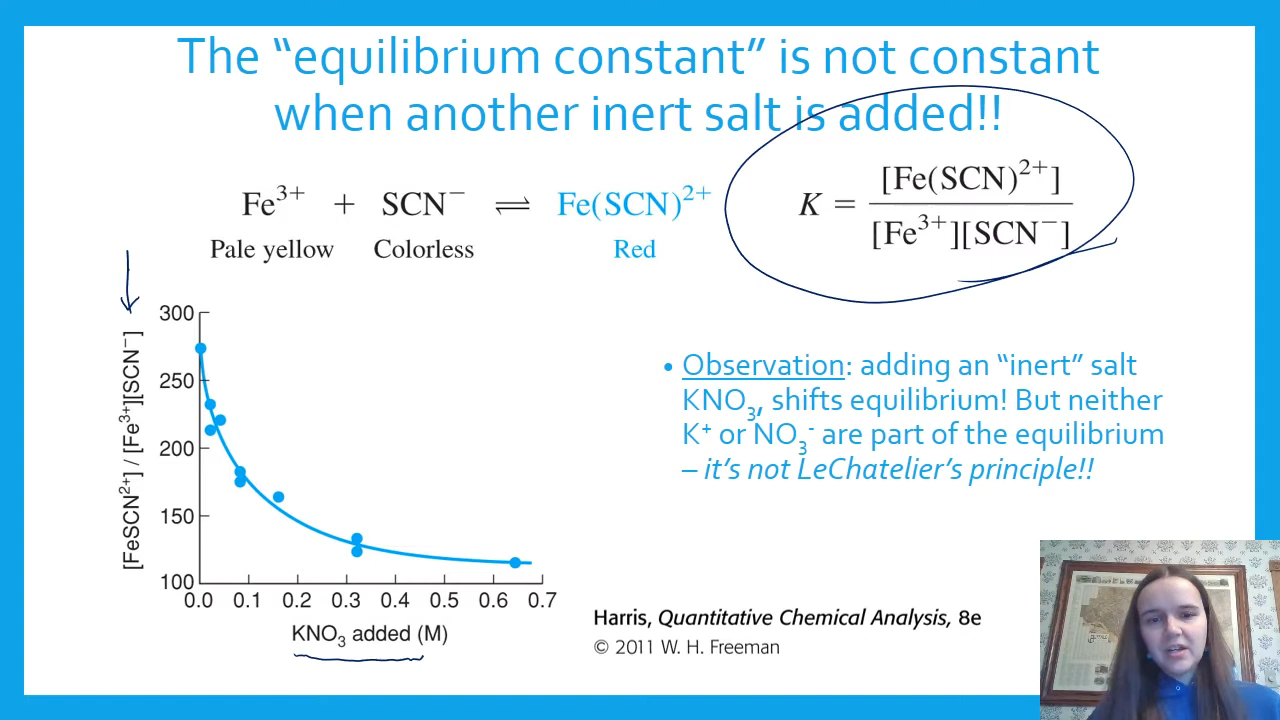 The “equilibrium constant” is not constant
when another inert salt is added!!
Fe³⁺ + SCN⁻ ⇌ Fe(SCN)²⁺
Pale yellow Colorless Red
K = [Fe(SCN)²⁺] / [Fe³⁺][SCN⁻]
[FeSCN²⁺] / [Fe³⁺][SCN⁻]
300
250
200
150
100
0.0 0.1 0.2 0.3 0.4 0.5 0.6 0.7
KNO₃ added (M)
• Observation: adding an “inert” salt
KNO₃, shifts equilibrium! But neither
K⁺ or NO₃⁻ are part of the equilibrium
– it’s not LeChatelier’s principle!!
Harris, Quantitative Chemical Analysis, 8e
© 2011 W. H. Freeman